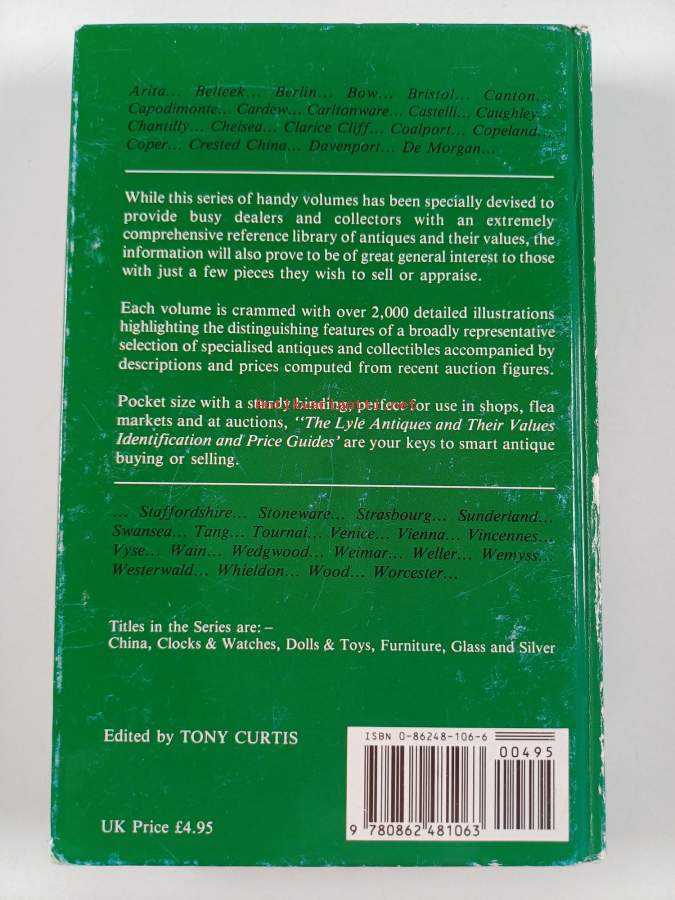 Arita... Belleek... Berlin... Bow... Bristol... Canton...
Capodimonte... Cardew... Carltonware... Castelli... Caughley...
Chantilly... Chelsea... Clarice Cliff... Coalport... Copeland...
Coper... Crested China... Davenport... De Morgan...
While this series of handy volumes has been specially devised to
provide busy dealers and collectors with an extremely
comprehensive reference library of antiques and their values, the
information will also prove to be of great general interest to those
with just a few pieces they wish to sell or appraise.
Each volume is crammed with over 2,000 detailed illustrations
highlighting the distinguishing features of a broadly representative
selection of specialised antiques and collectibles accompanied by
descriptions and prices computed from recent auction figures.
Pocket size with a sturdy binding, perfect for use in shops, flea
markets and at auctions, "The Lyle Antiques and Their Values
Identification and Price Guides' are your keys to smart antique
buying or selling.
... Staffordshire... Stoneware... Strasbourg... Sunderland...
Swansea... Tang... Tournai... Venice... Vienna... Vincennes...
Vyse... Wain... Wedgwood... Weimar... Weller... Wemyss...
Westerwald... Whieldon... Wood... Worcester...
Titles in the Series are:–
China, Clocks & Watches, Dolls & Toys, Furniture, Glass and Silver
Edited by TONY CURTIS
ISBN 0-86248-106-6
00495
9 780862 481063
UK Price £4.95